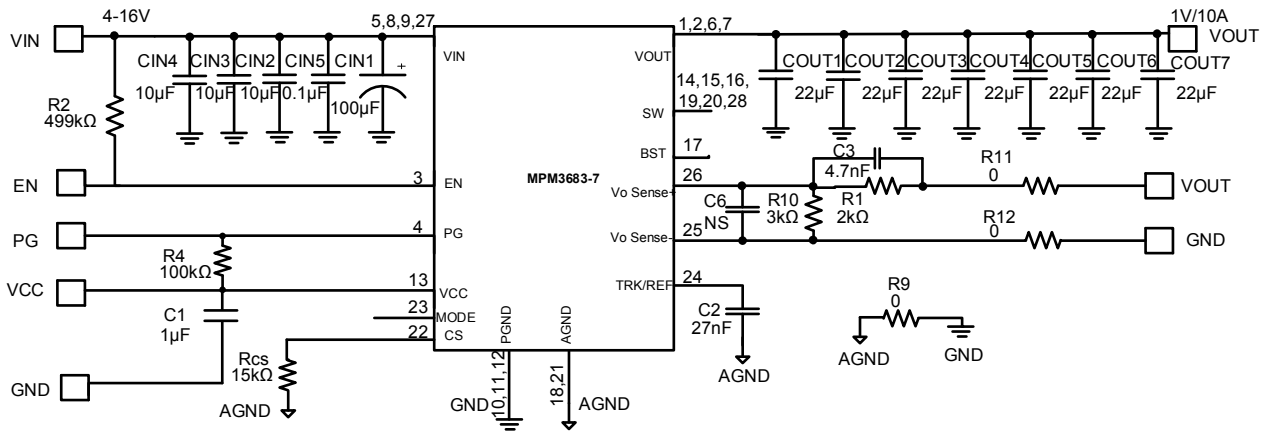 4-16V
5,8,9,27
1,2,6,7
1V/10A
VIN
VOUT
VIN
VOUT
CIN4
CIN3
CIN2
CIN5
CIN1
+
10µF
10µF
10µF
0.1µF
100µF
COUT1
COUT2
COUT3
COUT4
COUT5
COUT6
COUT7
22µF
22µF
22µF
22µF
22µF
22µF
22µF
R2
499kΩ
14,15,16,
19,20,28
SW
17
BST
MPM3683-7
EN
3
EN
26
Vo Sense+
C3
4.7nF
R1
2kΩ
R11
0
VOUT
C6
NS
R10
3kΩ
PG
4
PG
25
Vo Sense-
R12
0
GND
R4
100kΩ
VCC
13
VCC
24
TRK/REF
C2
27nF
AGND
R9
0
AGND
GND
C1
1µF
23
MODE
22
CS
Rcs
15kΩ
AGND
GND
PGND
AGND
10,11,12
GND
18,21
AGND